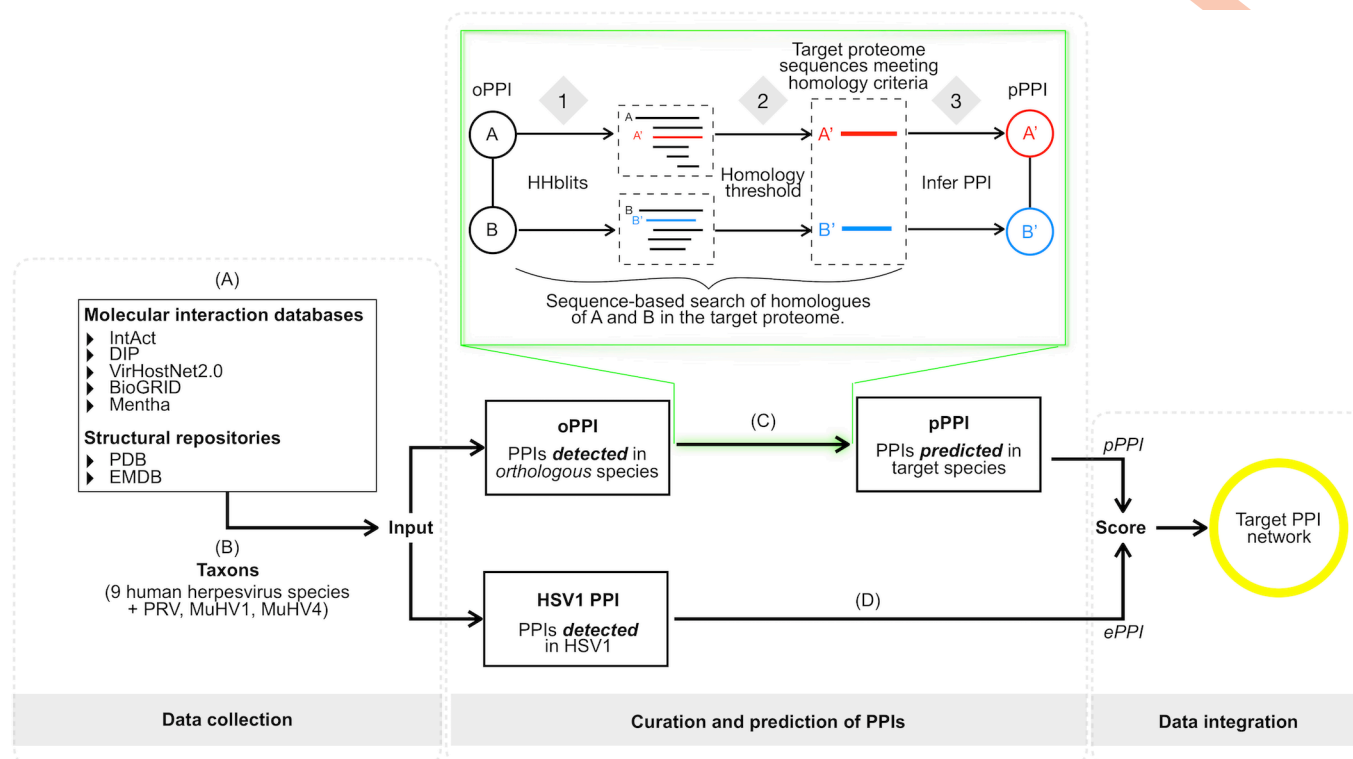 Target proteome
sequences meeting
homology criteria
oPPI
1
2
3
pPPI
A
A
A'
A'
A'
HHblits
Homology
threshold
Infer PPI
B
B
B'
B'
B'
Sequence-based search of homologues
of A and B in the target proteome.
(A)
Molecular interaction databases
IntAct
DIP
VirHostNet2.0
BioGRID
Mentha
Structural repositories
PDB
EMDB
(B)
Taxons
(9 human herpesvirus species
+ PRV, MuHV1, MuHV4)
Input
oPPI
PPIs detected in
orthologous species
(C)
pPPI
PPIs predicted in
target species
HSV1 PPI
PPIs detected
in HSV1
(D)
pPPI
Score
ePPI
Target PPI
network
Data collection
Curation and prediction of PPIs
Data integration